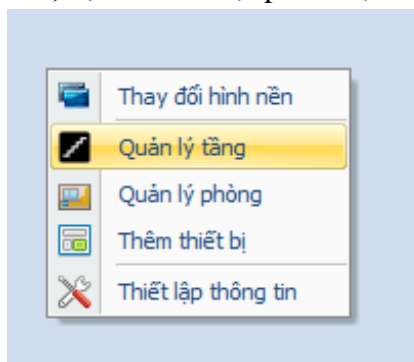 Thay đổi hình nền
Quản lý tầng
Quản lý phòng
Thêm thiết bị
Thiết lập thông tin